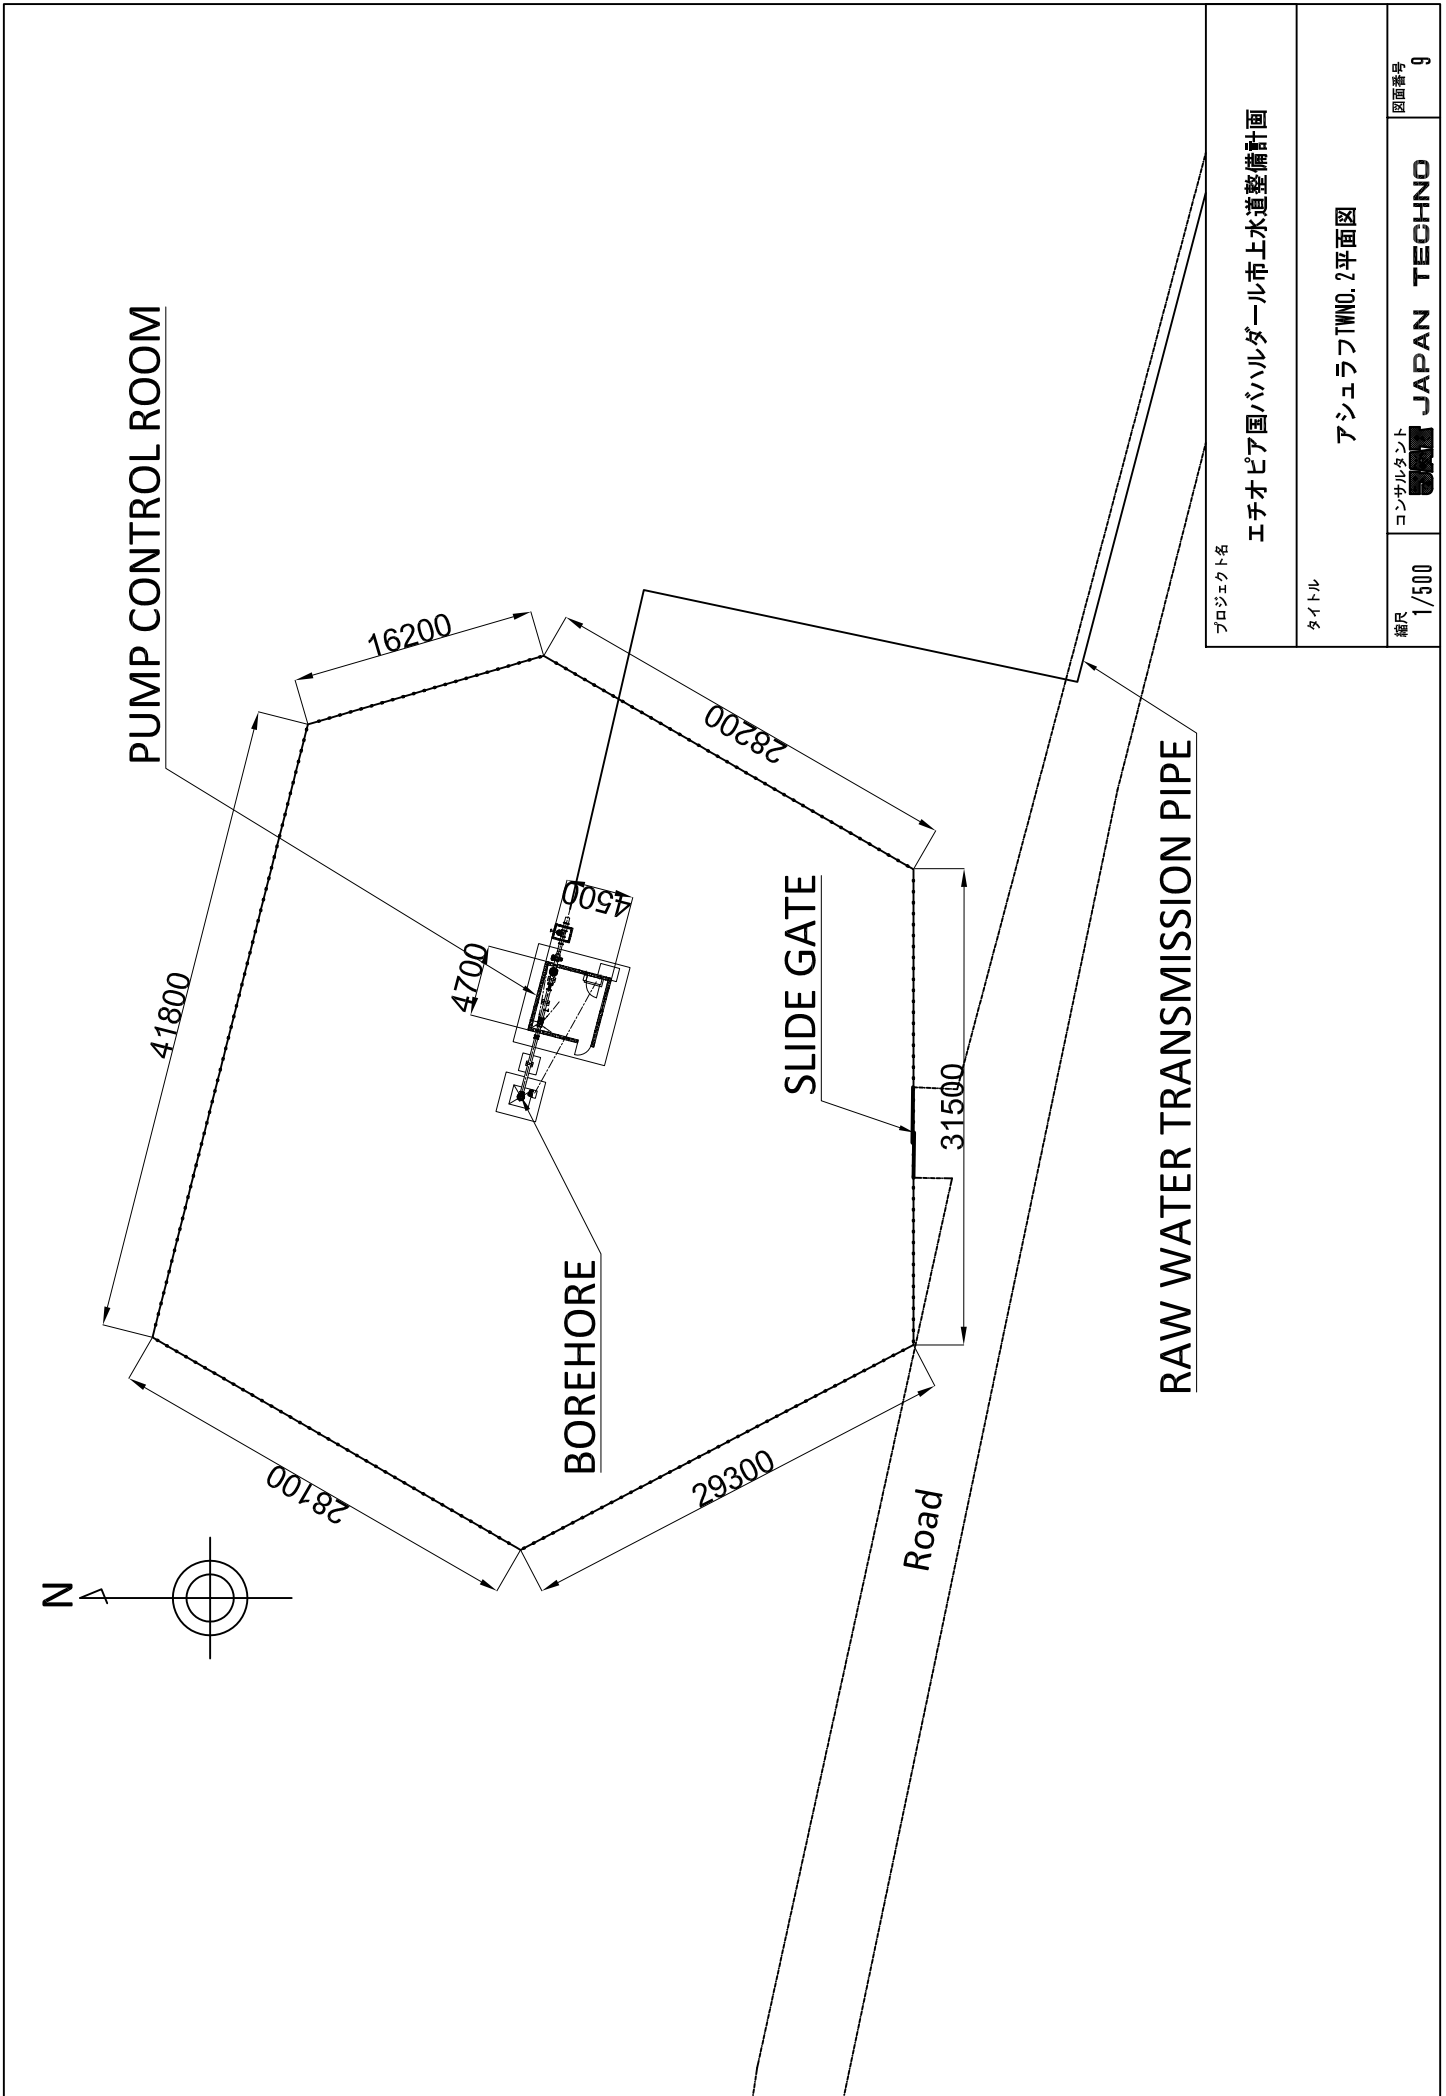 N
PUMP CONTROL ROOM
41800
16200
28100
4700
4500
28200
BOREHORE
SLIDE GATE
29300
31500
Road
RAW WATER TRANSMISSION PIPE
プロジェクト名
エチオピア国バハルダール市上水道整備計画
タイトル
アシュラフTWNO.2平面図
縮尺
1/500
コンサルタント
JAPAN TECHNO
図面番号
9